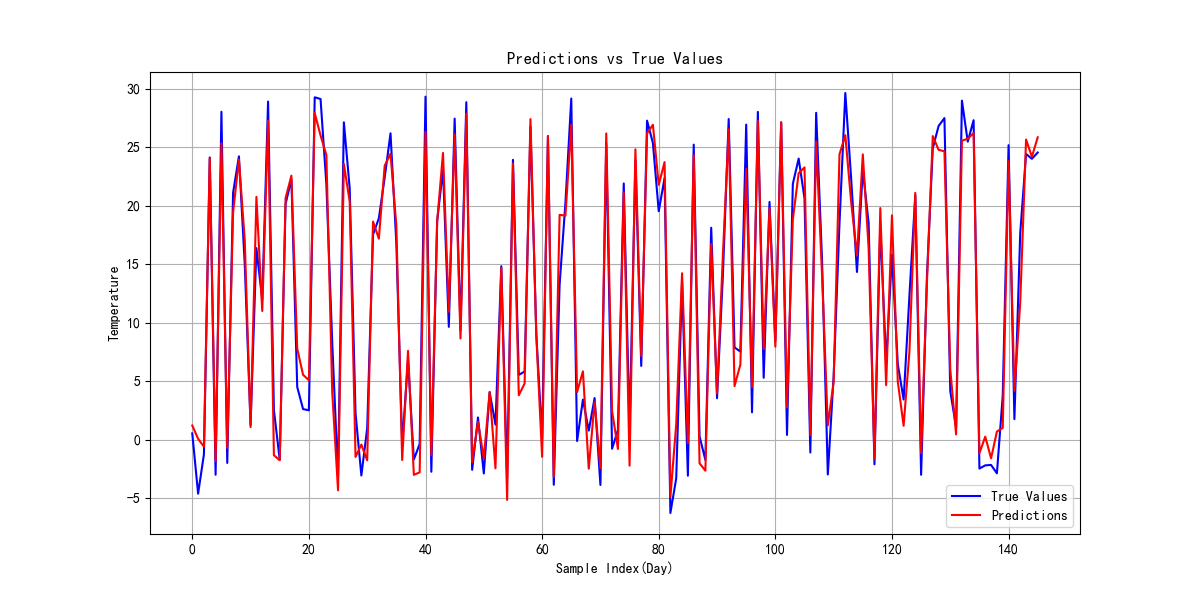 Predictions vs True Values
Temperature
30
25
20
15
10
5
0
−5
0 20 40 60 80 100 120 140
Sample Index(Day)
True Values
Predictions